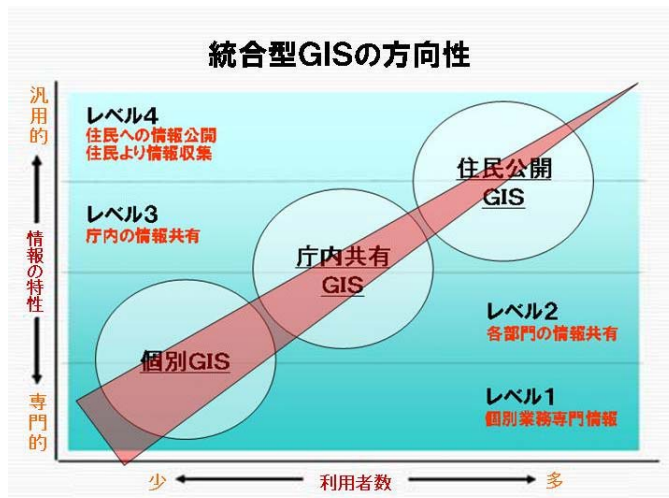 統合型GISの方向性
汎用的
レベル4
住民への情報公開
住民より情報収集
住民公開
GIS
レベル3
庁内の情報共有
庁内共有
GIS
情報の特性
レベル2
各部門の情報共有
個別GIS
レベル1
個別業務専門情報
専門的
少
利用者数
多